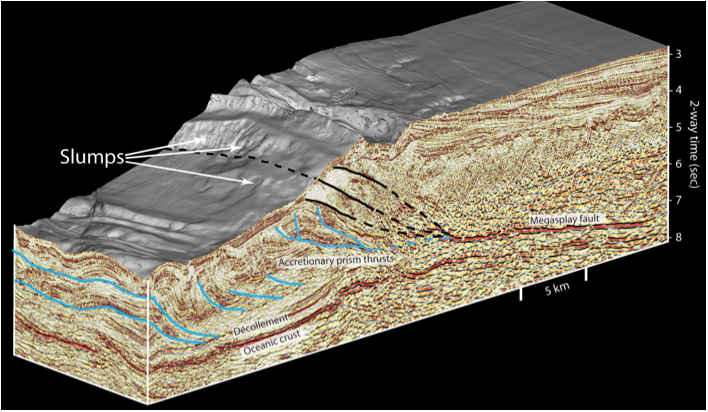 Slumps
3
4
5
6
7
8
2-way time (sec)
Megasplay fault
Accretionary prism thrusts
5 km
Décollement
Oceanic crust